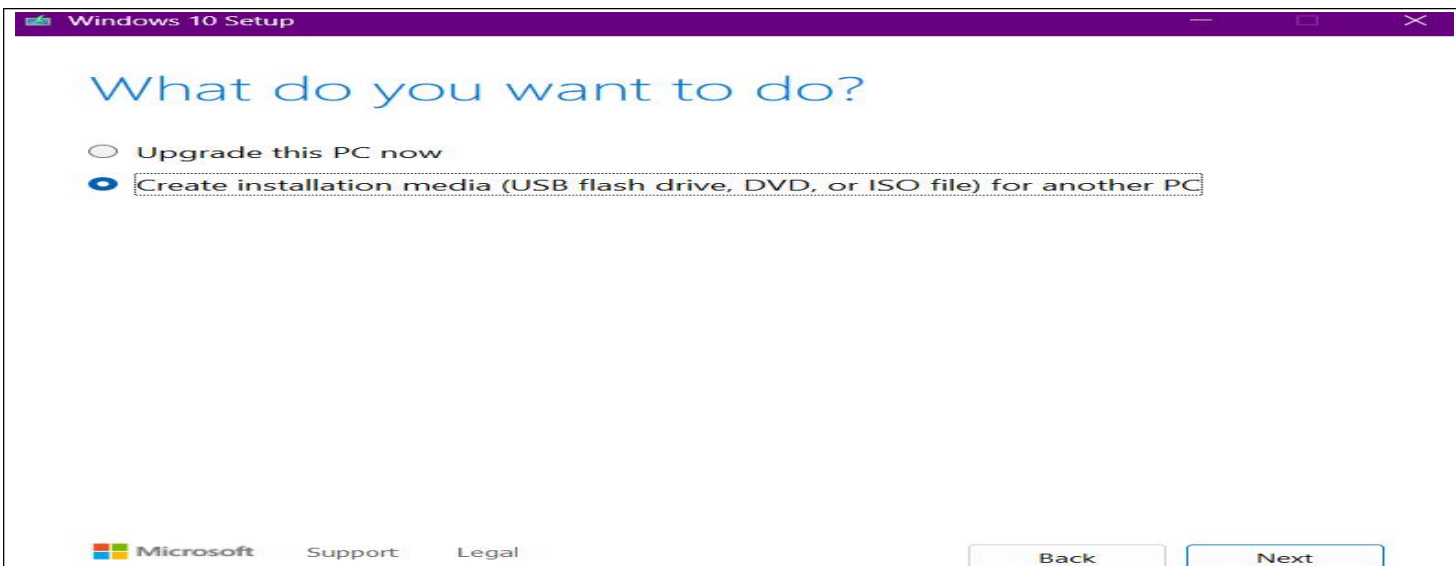 Windows 10 Setup
What do you want to do?
Upgrade this PC now
Create installation media (USB flash drive, DVD, or ISO file) for another PC
Microsoft Support Legal
Back Next